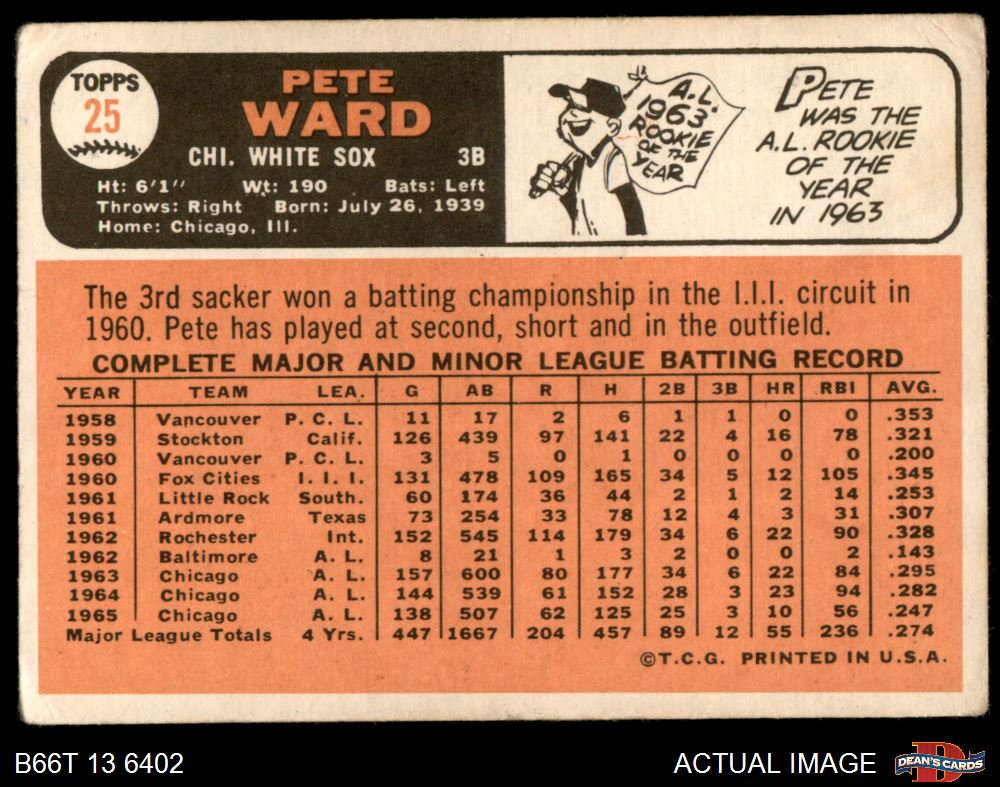 TOPPS
25
PETE
WARD
CHI. WHITE SOX 3B
Ht: 6'1" Wt: 190 Bats: Left
Throws: Right Born: July 26, 1939
Home: Chicago, Ill.
A.L.
1963
ROOKIE
OF THE
YEAR
PETE
WAS THE
A.L. ROOKIE
OF THE
YEAR
IN 1963
The 3rd sacker won a batting championship in the I.I.I. circuit in
1960. Pete has played at second, short and in the outfield.
COMPLETE MAJOR AND MINOR LEAGUE BATTING RECORD
YEAR TEAM LEA. G AB R H 2B 3B HR RBI AVG.
1958 Vancouver P. C. L. 11 17 2 6 1 1 0 0 .353
1959 Stockton Calif. 126 439 97 141 22 4 16 78 .321
1960 Vancouver P. C. L. 3 5 0 1 0 0 0 0 .200
1960 Fox Cities I. I. I. 131 478 109 165 34 5 12 105 .345
1961 Little Rock South. 60 174 36 44 2 1 2 14 .253
1961 Ardmore Texas 73 254 33 78 12 4 3 31 .307
1962 Rochester Int. 152 545 114 179 34 6 22 90 .328
1962 Baltimore A. L. 8 21 1 3 2 0 0 2 .143
1963 Chicago A. L. 157 600 80 177 34 6 22 84 .295
1964 Chicago A. L. 144 539 61 152 28 3 23 94 .282
1965 Chicago A. L. 138 507 62 125 25 3 10 56 .247
Major League Totals 4 Yrs. 447 1667 204 457 89 12 55 236 .274
©T.C.G. PRINTED IN U.S.A.
B66T 13 6402
ACTUAL IMAGE
D
DEAN'S CARDS